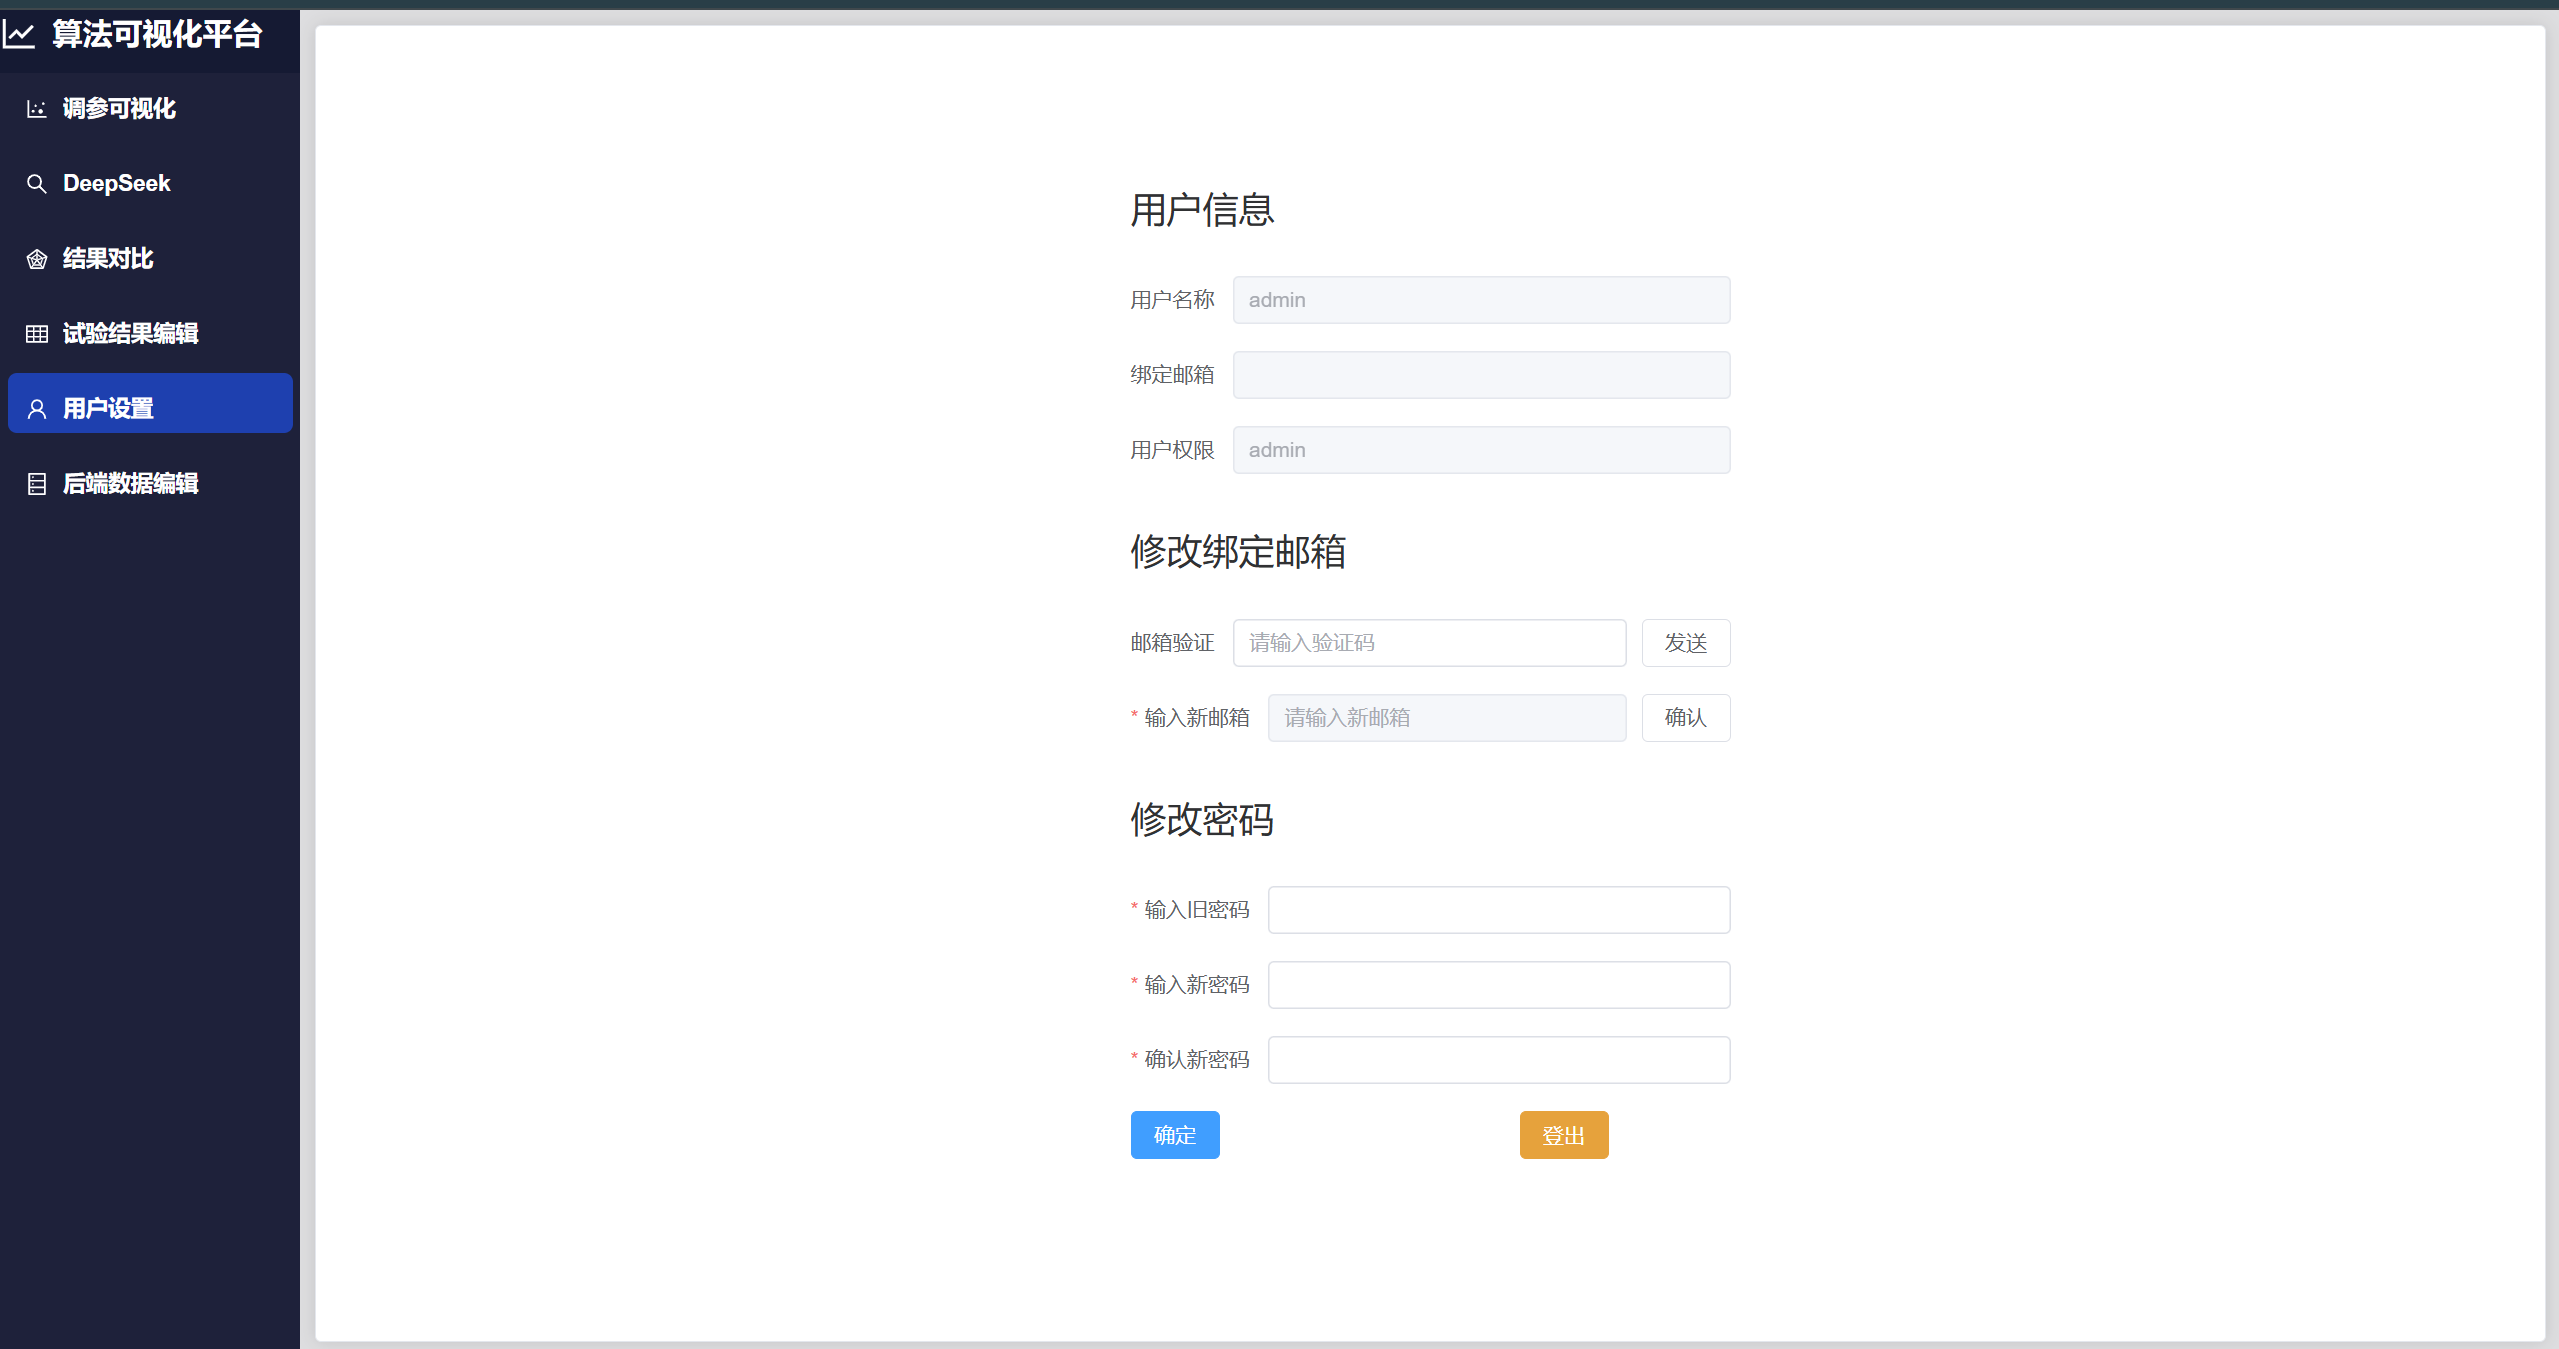 算法可视化平台
调参可视化
DeepSeek
结果对比
试验结果编辑
用户设置
后端数据编辑
用户信息
用户名称 admin
绑定邮箱
用户权限 admin
修改绑定邮箱
邮箱验证 请输入验证码 发送
* 输入新邮箱 请输入新邮箱 确认
修改密码
* 输入旧密码
* 输入新密码
* 确认新密码
确定 登出